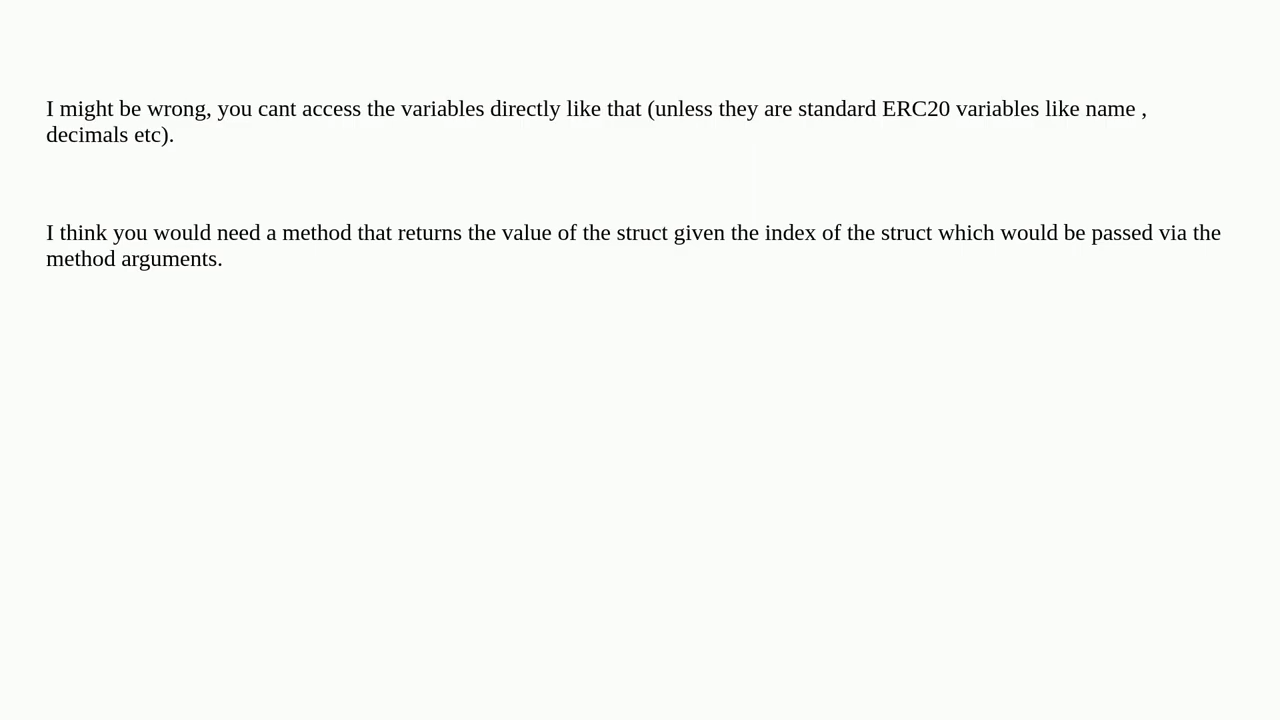 I might be wrong, you cant access the variables directly like that (unless they are standard ERC20 variables like name ,
decimals etc).
I think you would need a method that returns the value of the struct given the index of the struct which would be passed via the
method arguments.